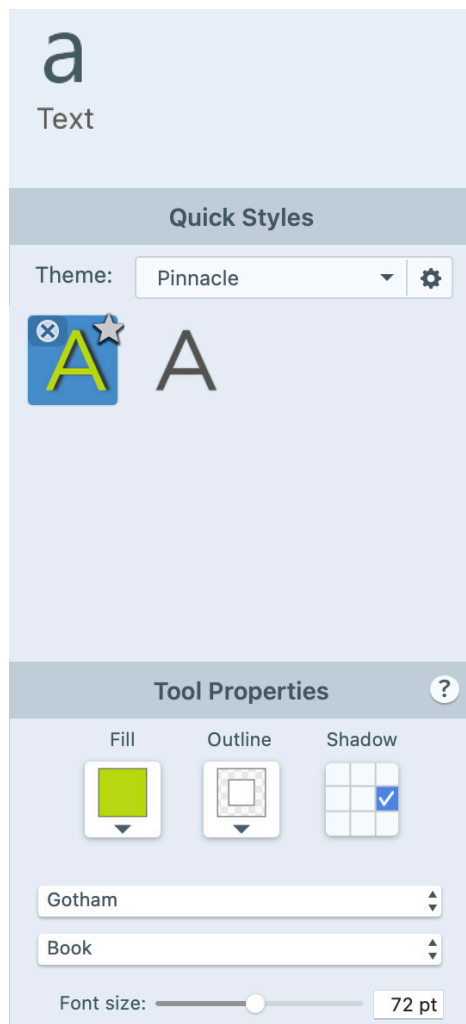 a
Text
Quick Styles
Theme: Pinnacle
A A
Tool Properties ?
Fill Outline Shadow
Gotham
Book
Font size: 72 pt